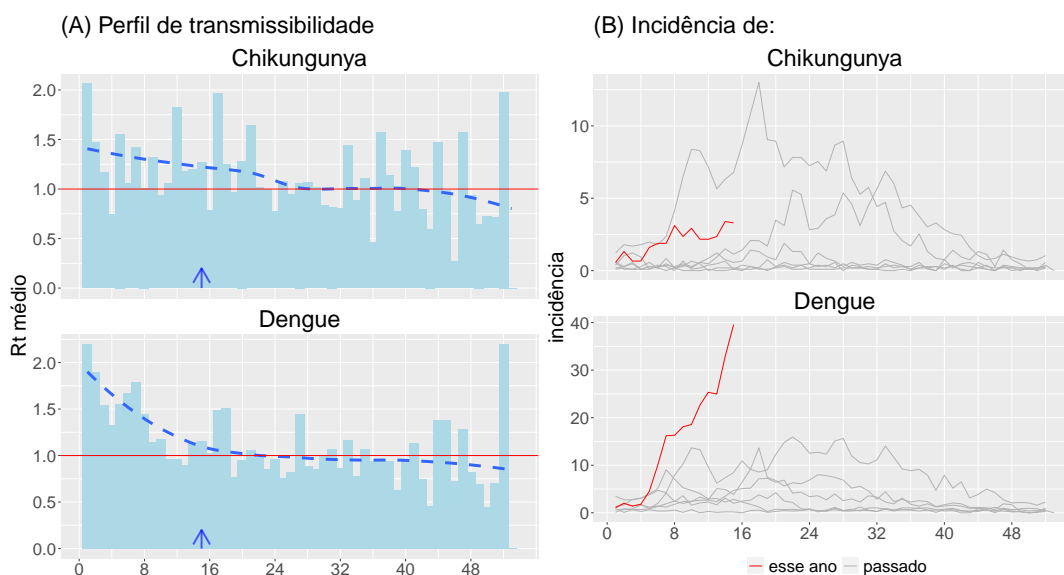 (A) Perfil de transmissibilidade
Chikungunya
2.0
1.5
1.0
0.5
0.0
Dengue
2.0
1.5
1.0
0.5
0.0
0 8 16 24 32 40 48
Rt médio
(B) Incidência de:
Chikungunya
10
5
0
Dengue
40
30
20
10
0
0 8 16 24 32 40 48
incidência
esse ano passado